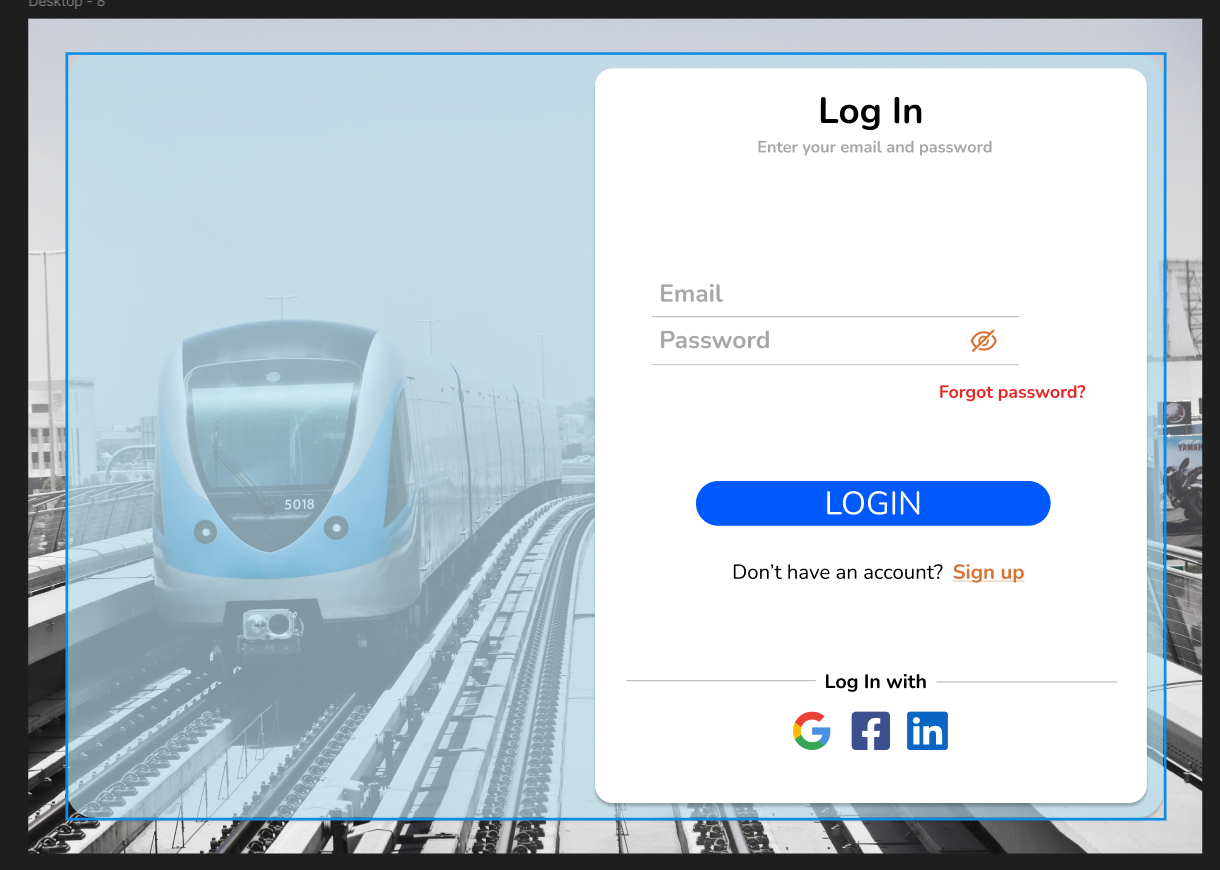 Desktop - 8
Log In
Enter your email and password
Email
Password
Forgot password?
YAMAH
5018
LOGIN
Don't have an account? Sign up
Log In with